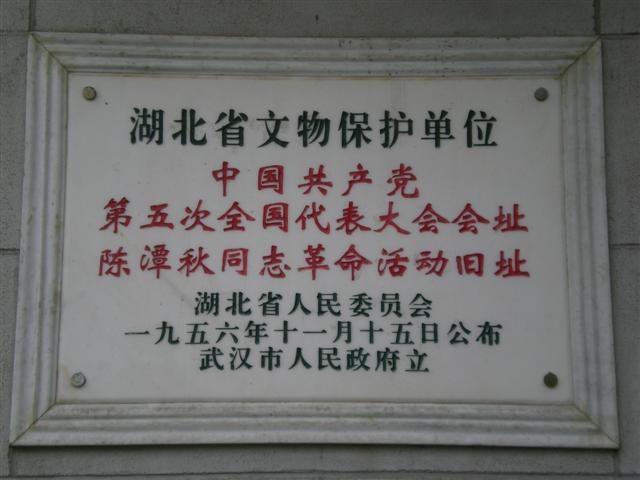 湖北省文物保护单位
中国共产党
第五次全国代表大会会址
陈潭秋同志革命活动旧址
湖北省人民委员会
一九五六年十一月十五日公布
武汉市人民政府立